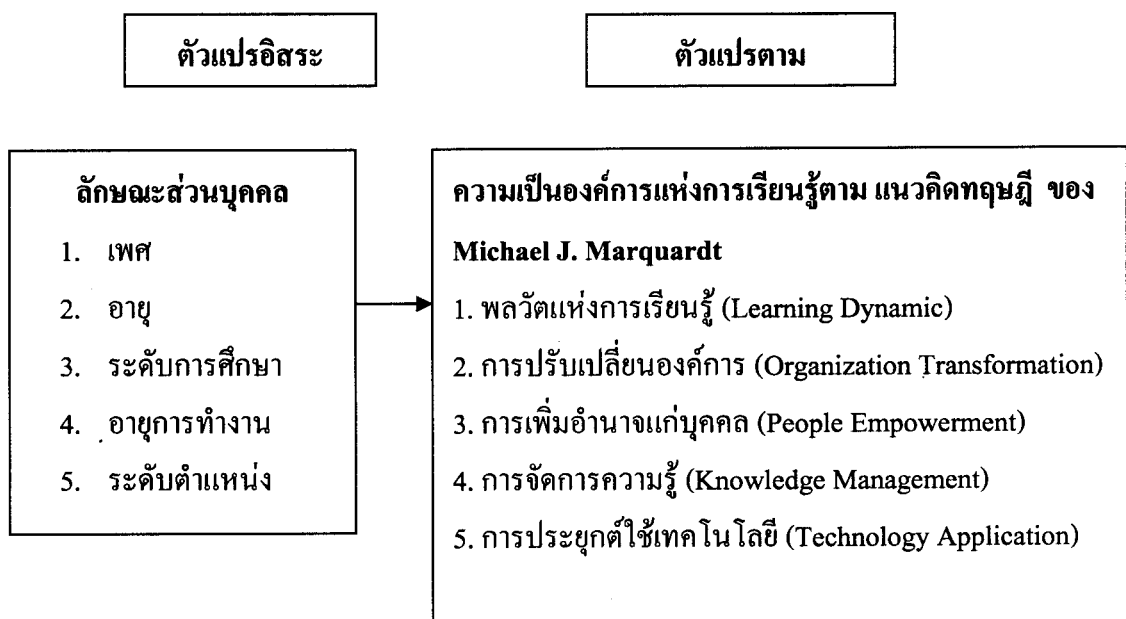 ตัวแปรอิสระ
ตัวแปรตาม
ลักษณะส่วนบุคคล
1. เพศ
2. อายุ
3. ระดับการศึกษา
4. อายุการทำงาน
5. ระดับตำแหน่ง
ความเป็นองค์การแห่งการเรียนรู้ตาม แนวคิดทฤษฎี ของ
Michael J. Marquardt
1. พลวัตแห่งการเรียนรู้ (Learning Dynamic)
2. การปรับเปลี่ยนองค์การ (Organization Transformation)
3. การเพิ่มอำนาจแก่บุคคล (People Empowerment)
4. การจัดการความรู้ (Knowledge Management)
5. การประยุกต์ใช้เทคโนโลยี (Technology Application)